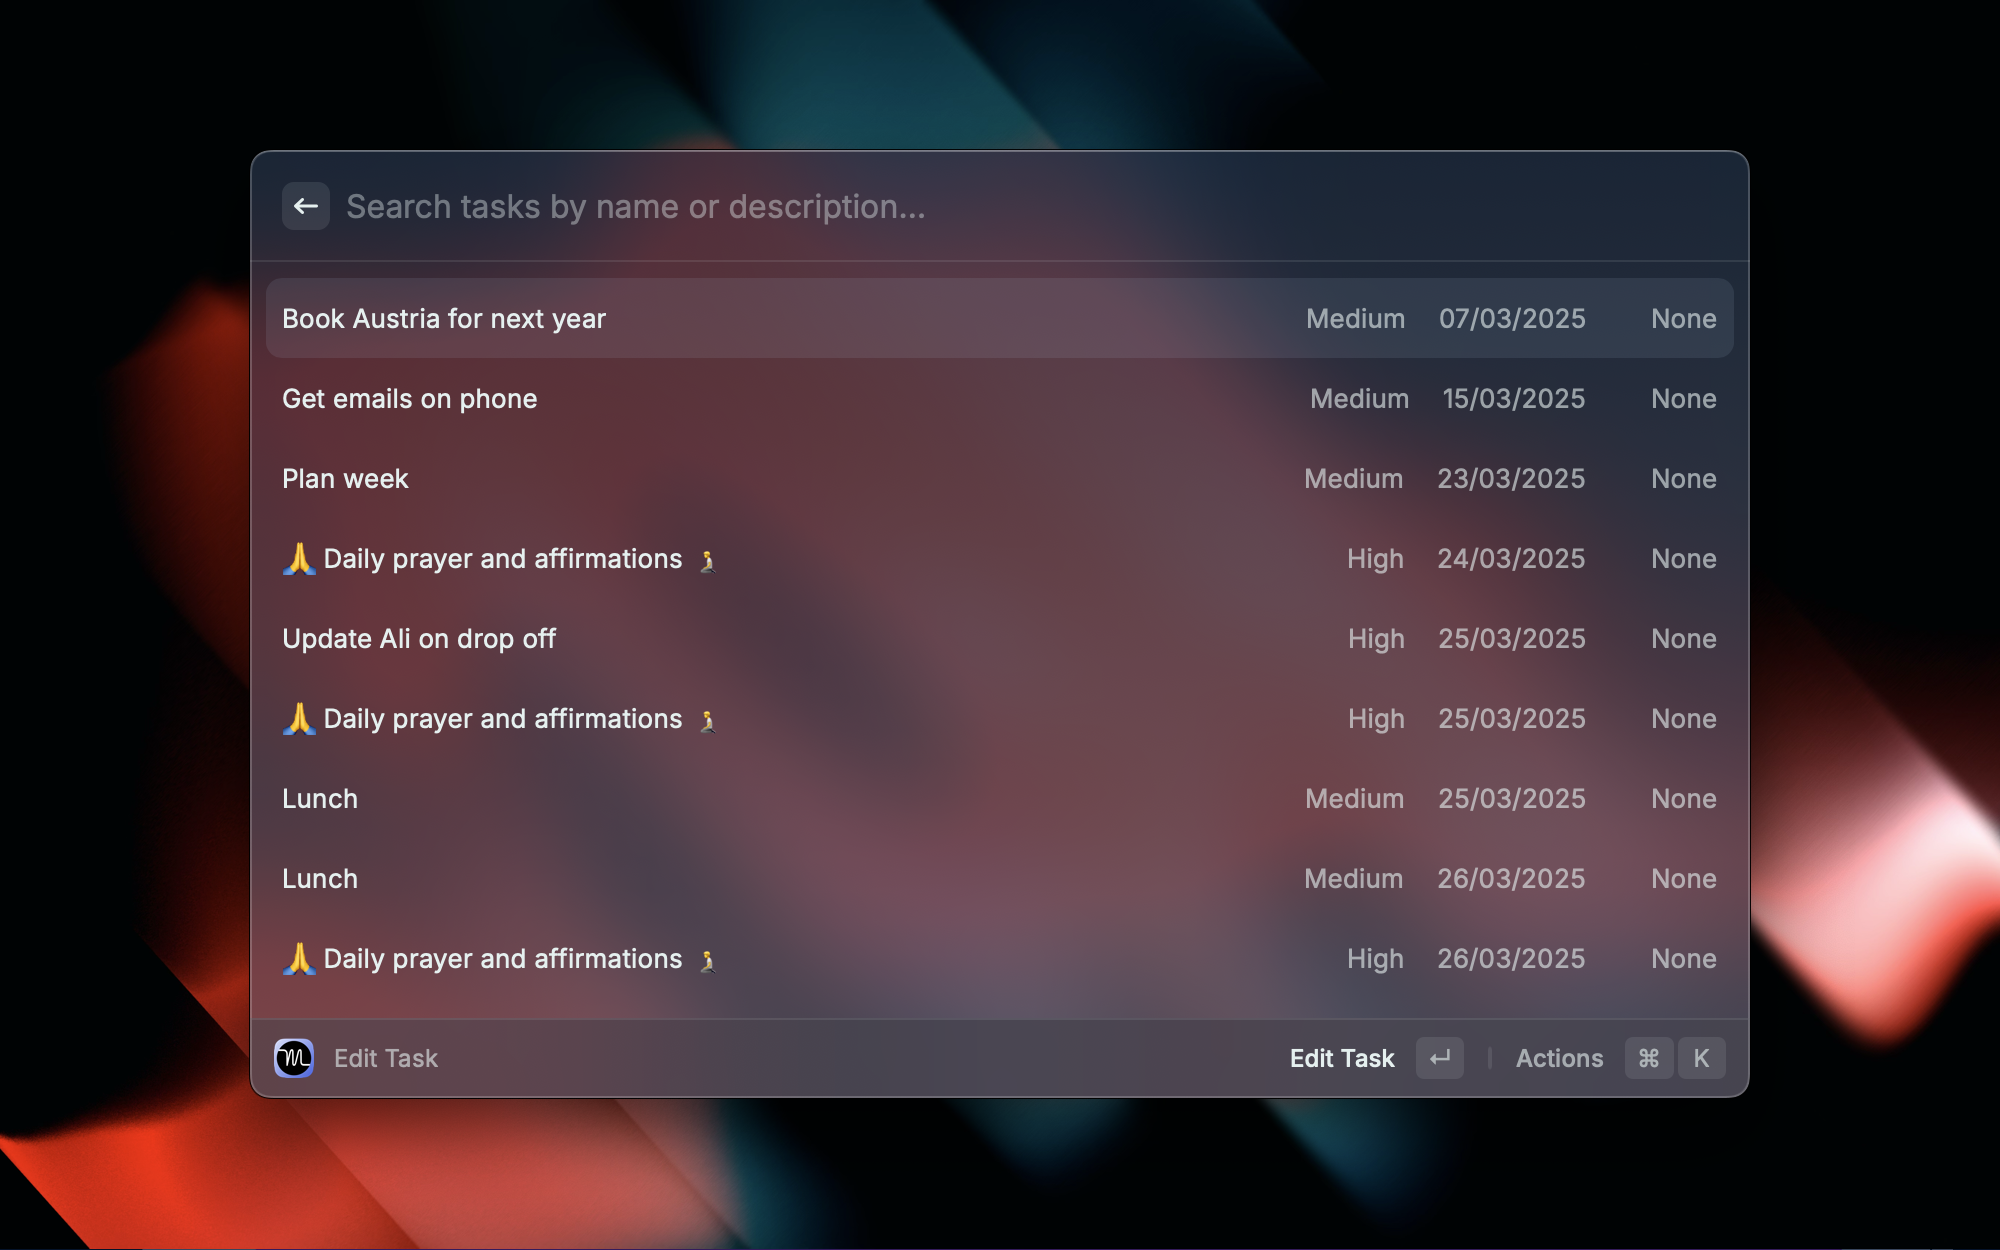 Search tasks by name or description...
Book Austria for next year Medium 07/03/2025 None
Get emails on phone Medium 15/03/2025 None
Plan week Medium 23/03/2025 None
🙏 Daily prayer and affirmations 🧎 High 24/03/2025 None
Update Ali on drop off High 25/03/2025 None
🙏 Daily prayer and affirmations 🧎 High 25/03/2025 None
Lunch Medium 25/03/2025 None
Lunch Medium 26/03/2025 None
🙏 Daily prayer and affirmations 🧎 High 26/03/2025 None
Edit Task Edit Task ↵ Actions ⌘ K